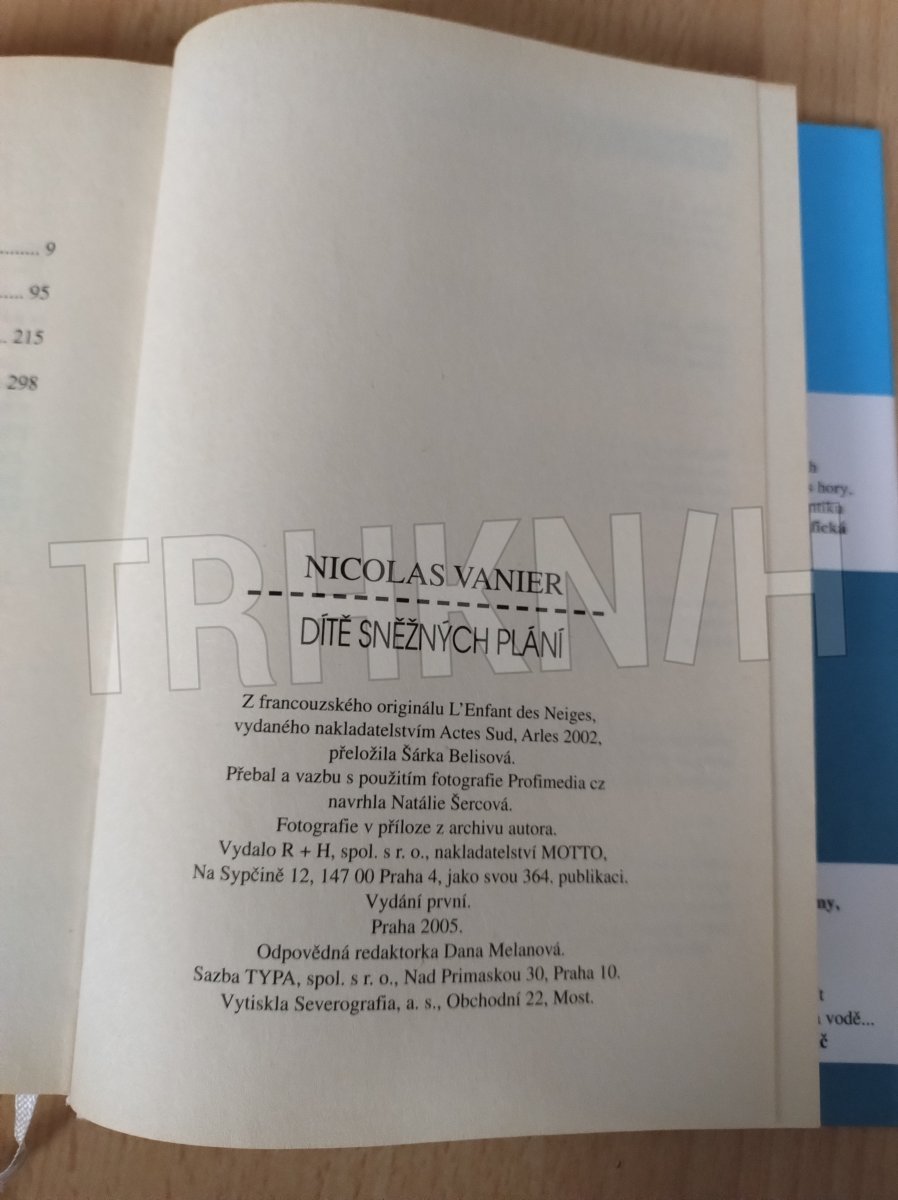 ......... 9
..... 95
.. 215
. 298
NICOLAS VANIER
DÍTĚ SNĚŽNÝCH PLÁNÍ
Z francouzského originálu L'Enfant des Neiges,
vydaného nakladatelstvím Actes Sud, Arles 2002,
přeložila Šárka Belisová.
Přebal a vazbu s použitím fotografie Profimedia cz
navrhla Natálie Šercová.
Fotografie v příloze z archivu autora.
Vydalo R + H, spol. s r. o., nakladatelství MOTTO,
Na Sypčině 12, 147 00 Praha 4, jako svou 364. publikaci.
Vydání první.
Praha 2005.
Odpovědná redaktorka Dana Melanová.
Sazba TYPA, spol. s r. o., Nad Primaskou 30, Praha 10.
Vytiskla Severografia, a. s., Obchodní 22, Most.
hory,
vodě...
TRHKN/H